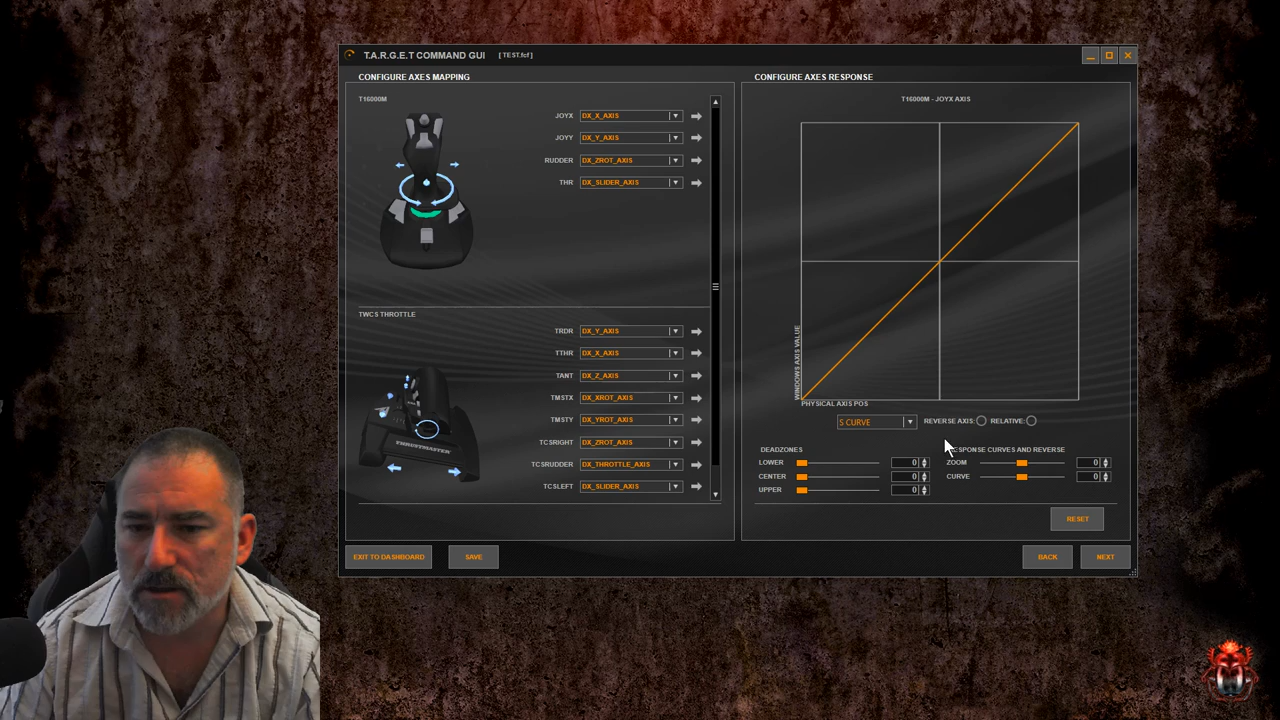 T.A.R.G.E.T COMMAND GUI [ TEST.fcf ]
CONFIGURE AXES MAPPING
T16000M
JOYX DX_X_AXIS
JOYY DX_Y_AXIS
RUDDER DX_ZROT_AXIS
THR DX_SLIDER_AXIS
TWCS THROTTLE
TRDR DX_Y_AXIS
TTHR DX_X_AXIS
TANT DX_Z_AXIS
TMSTX DX_XROT_AXIS
TMSTY DX_YROT_AXIS
TCSRIGHT DX_ZROT_AXIS
TCSRUDDER DX_THROTTLE_AXIS
TCSLEFT DX_SLIDER_AXIS
THRUSTMASTER
EXIT TO DASHBOARD SAVE
CONFIGURE AXES RESPONSE
T16000M - JOYX AXIS
WINDOWS AXIS VALUE
PHYSICAL AXIS POS
S CURVE REVERSE AXIS: RELATIVE:
DEADZONES
LOWER 0
CENTER 0
UPPER 0
SPONSE CURVES AND REVERSE
ZOOM 0
CURVE 0
RESET
BACK NEXT